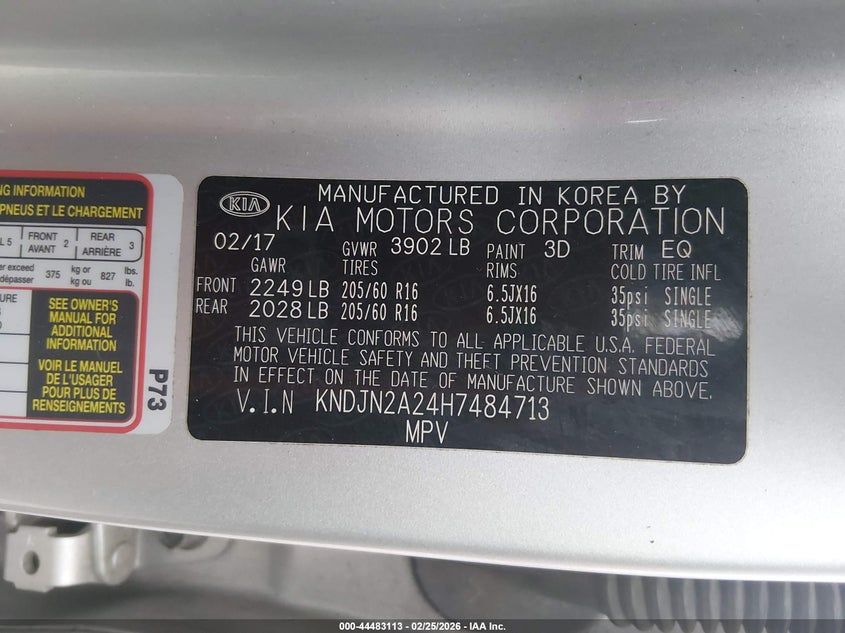 NG INFORMATION
PNEUS ET LE CHARGEMENT
L 5 FRONT AVANT 2 REAR ARRIÈRE 3
er exceed dépasser 375 kg or kg ou 827 lbs. lb.
SEE OWNER'S
MANUAL FOR
ADDITIONAL
INFORMATION
VOIR LE MANUEL
DE L'USAGER
POUR PLUS DE
RENSEIGNEMENTS
P73
KIA
MANUFACTURED IN KOREA BY
KIA MOTORS CORPORATION
02/17 GVWR 3902 LB PAINT 3D TRIM EQ
GAWR TIRES RIMS COLD TIRE INFL
FRONT 2249 LB 205/60 R16 6.5JX16 35psi SINGLE
REAR 2028 LB 205/60 R16 6.5JX16 35psi SINGLE
THIS VEHICLE CONFORMS TO ALL APPLICABLE U.S.A. FEDERAL
MOTOR VEHICLE SAFETY AND THEFT PREVENTION STANDARDS
IN EFFECT ON THE DATE OF MANUFACTURE SHOWN ABOVE.
V.I.N KNDJN2A24H7484713
MPV
000-44483113 - 02/25/2026 - IAA Inc.